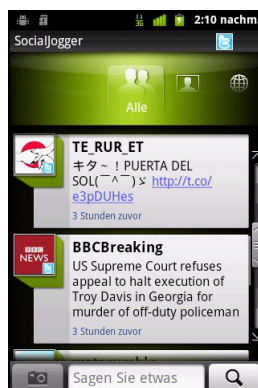 3G 2:10 nachm.
SocialJogger
Alle
TE_RUR_ET
キタ~！PUERTA DEL
SOL(￣^￣)ゞ http://t.co/
e3pDUHes
3 Stunden zuvor
BBC
NEWS
BBCBreaking
US Supreme Court refuses
appeal to halt execution of
Troy Davis in Georgia for
murder of off-duty policeman
3 Stunden zuvor
Sagen Sie etwas